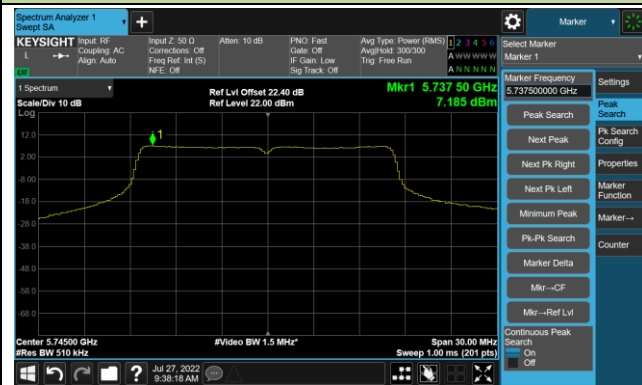 Spectrum Analyzer 1
Swept SA
+
Marker
KEYSIGHT
L
Input: RF
Coupling: AC
Align: Auto
Input Z: 50 Ω
Corrections: Off
Freq Ref: Int (S)
NFE: Off
Atten: 10 dB
PNO: Fast
Gate: Off
IF Gain: Low
Sig Track: Off
Avg Type: Power (RMS)
Avg|Hold: 300/300
Trig: Free Run
1 2 3 4 5 6
A W W W W W
A N N N N N
Select Marker
Marker 1
1 Spectrum
Scale/Div 10 dB
Log
Ref Lvl Offset 22.40 dB
Ref Level 22.00 dBm
Mkr1 5.737 50 GHz
7.185 dBm
1
12.0
2.00
-8.00
-18.0
-28.0
-38.0
-48.0
-58.0
-68.0
Center 5.74500 GHz
#Res BW 510 kHz
#Video BW 1.5 MHz*
Span 30.00 MHz
Sweep 1.00 ms (201 pts)
Marker Frequency
5.737500000 GHz
Peak Search
Next Peak
Next Pk Right
Next Pk Left
Minimum Peak
Pk-Pk Search
Marker Delta
Mkr→CF
Mkr→Ref Lvl
Continuous Peak
Search
On
Off
Settings
Peak
Search
Pk Search
Config
Properties
Marker
Function
Marker→
Counter
?
Jul 27, 2022
9:38:18 AM